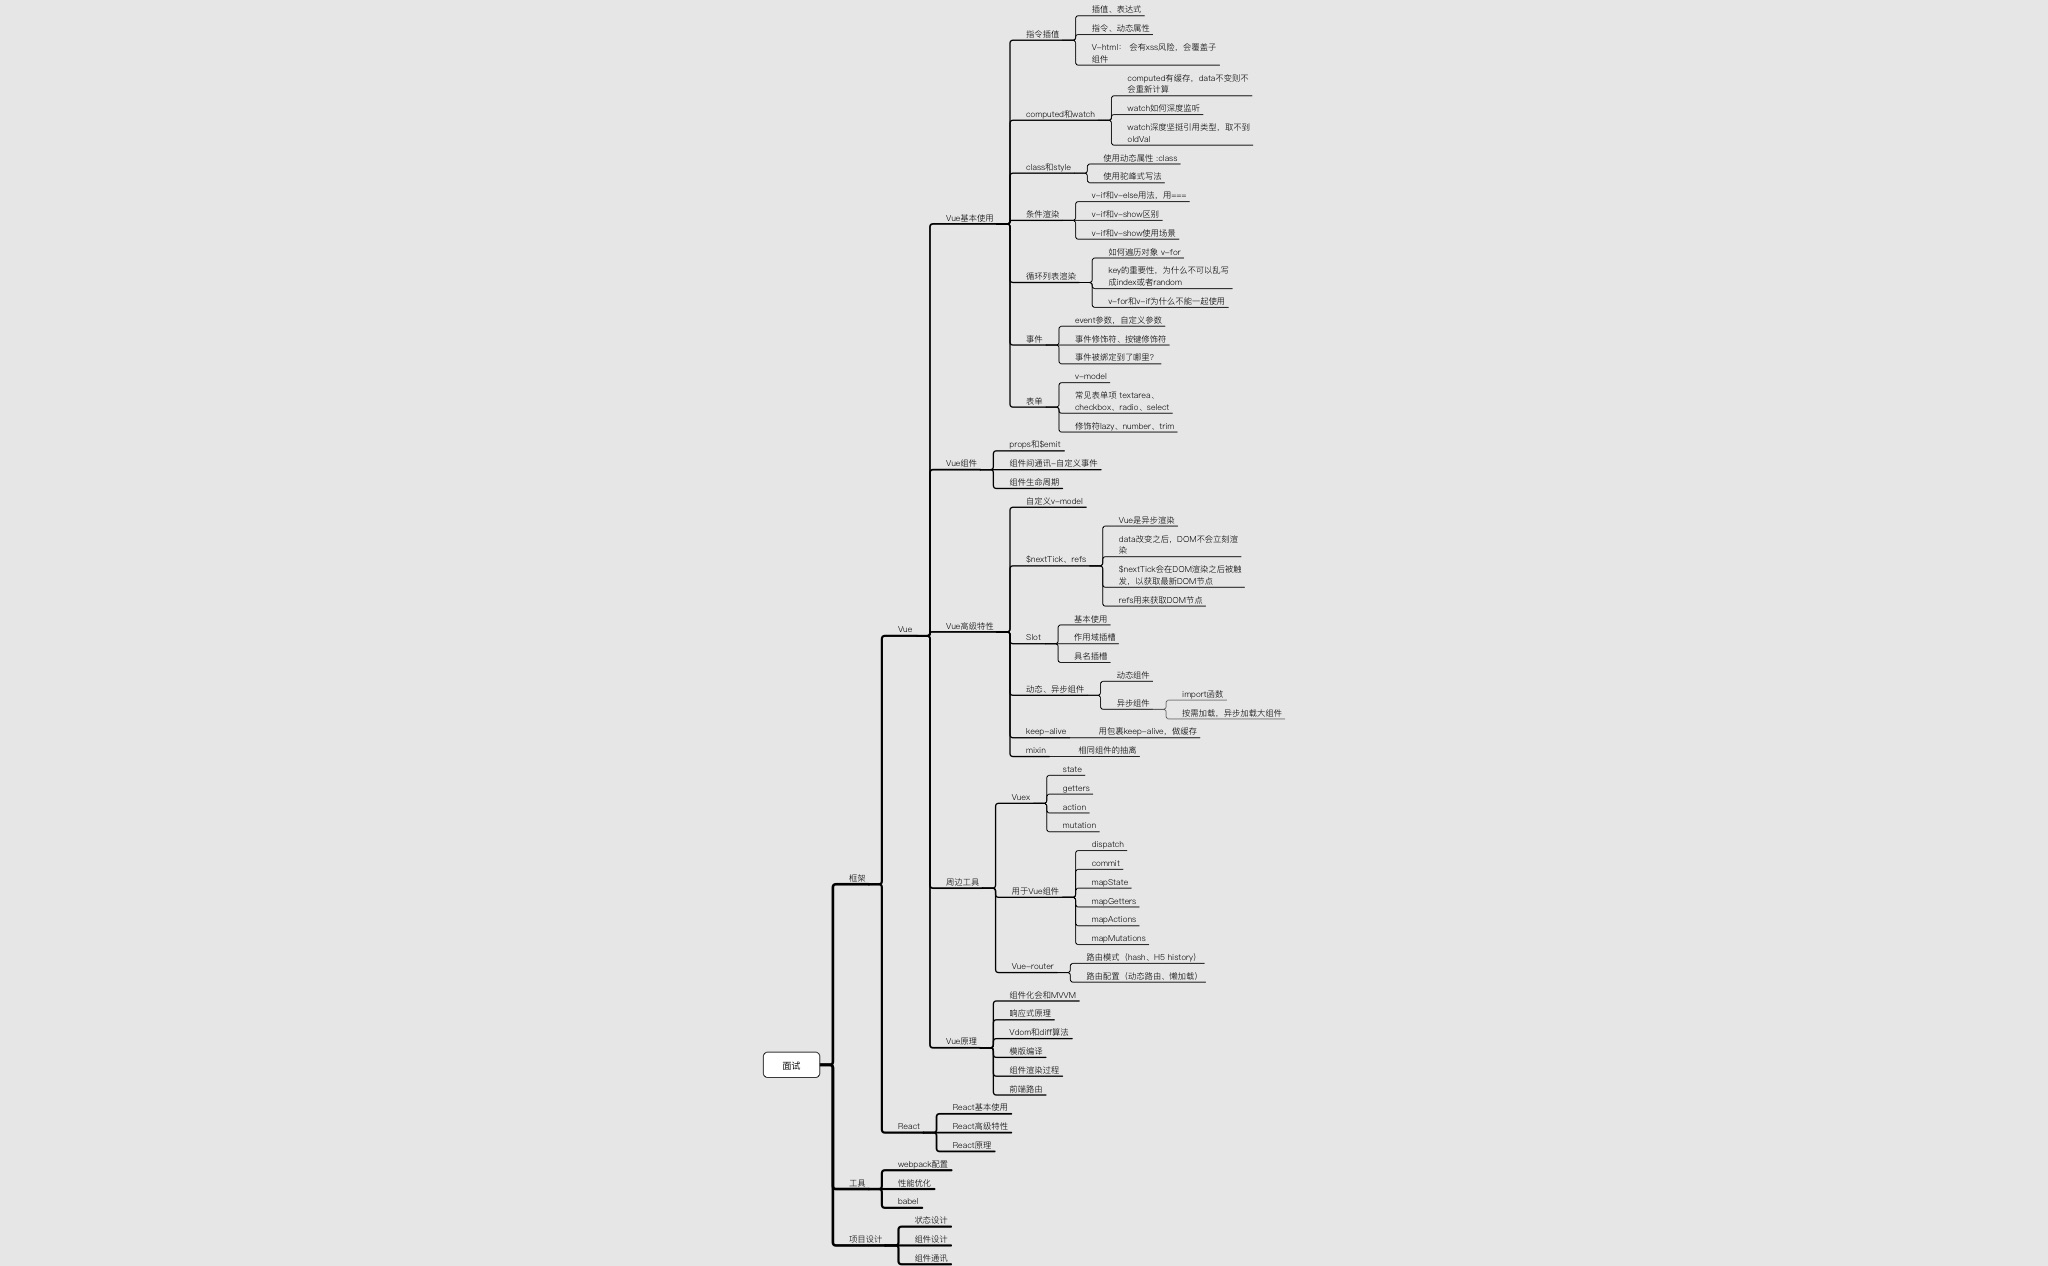 插值、表达式
指令、动态属性
指令插值
V-html： 会有xss风险，会覆盖子
组件
computed有缓存，data不变则不
会重新计算
watch如何深度监听
computed和watch
watch深度坚挺引用类型，取不到
oldVal
使用动态属性 :class
class和style
使用驼峰式写法
v-if和v-else用法，用===
条件渲染
v-if和v-show区别
Vue基本使用
v-if和v-show使用场景
如何遍历对象 v-for
key的重要性，为什么不可以乱写
成index或者random
循环列表渲染
v-for和v-if为什么不能一起使用
event参数，自定义参数
事件
事件修饰符、按键修饰符
事件被绑定到了哪里？
v-model
常见表单项 textarea、
checkbox、radio、select
表单
修饰符lazy、number、trim
props和$emit
Vue组件
组件间通讯-自定义事件
组件生命周期
自定义v-model
Vue是异步渲染
data改变之后，DOM不会立刻渲
染
$nextTick、refs
$nextTick会在DOM渲染之后被触
发，以获取最新DOM节点
refs用来获取DOM节点
Vue
Vue高级特性
基本使用
Slot
作用域插槽
具名插槽
动态组件
动态、异步组件
import函数
异步组件
按需加载，异步加载大组件
keep-alive
用包裹keep-alive，做缓存
mixin
相同组件的抽离
state
getters
Vuex
action
mutation
dispatch
commit
框架
周边工具
mapState
用于Vue组件
mapGetters
mapActions
mapMutations
路由模式（hash、H5 history）
Vue-router
路由配置（动态路由、懒加载）
组件化会和MVVM
响应式原理
Vdom和diff算法
Vue原理
模版编译
组件渲染过程
前端路由
面试
React基本使用
React
React高级特性
React原理
webpack配置
工具
性能优化
babel
状态设计
项目设计
组件设计
组件通讯